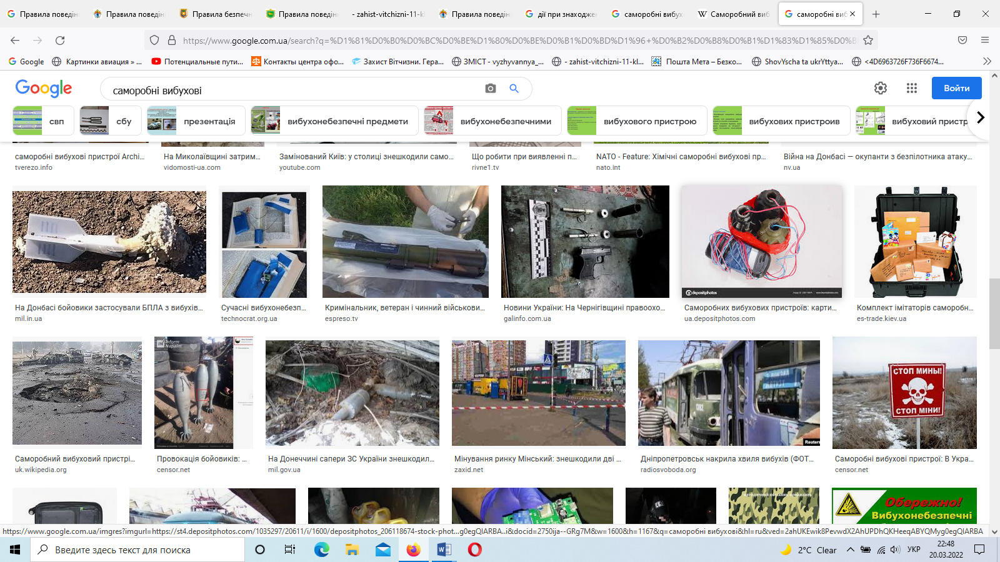 Правила поведін
Правила поведін
Правила безпечн
Правила поведін
- zahist-vitchizni-11-kl
Правила поведін
дії при знаходжен
саморобні вибухо
Саморобний виб
саморобні виб
https://www.google.com.ua/search?q=%D1%81%D0%B0%D0%BC%D0%BE%D1%80%D0%BE%D0%B1%D0%BD%D1%96+%D0%B2%D0%B8%D0%B1%D1%83%D1%85%D0%B
Google
Картинки авиация » ...
Потенциальные пути...
Контакты центра офо...
Захист Вітчизни. Гера...
ЗМІСТ - vyzhyvannya_...
- zahist-vitchizni-11-kl...
Пошта Мета – Безко...
ShovYscha ta ukrYttya...
<4D6963726F736F6674...
Google
саморобні вибухові
Войти
свп
сбу
презентація
вибухонебезпечні предмети
вибухонебезпечними
вибухового пристрою
вибухових пристроив
вибуховий пристр
саморобні вибухові пристрої Archi...
На Миколаївщині затрим...
Замінований Київ: у столиці знешкодили само...
Що робити при виявленні п...
NATO - Feature: Хімічні саморобні вибухові пр...
Війна на Донбасі — окупанти з безпілотника атаку...
tverezo.info
vidomosti-ua.com
youtube.com
rivne1.tv
nato.int
nv.ua
depositphotos
На Донбасі бойовики застосували БПЛА з вибухів...
Сучасні вибухонебезп...
Кримінальник, ветеран і чинний військови...
Новини України: На Чернігівщині правоохо...
Саморобних вибухових пристроїв: карти...
Комплект імітаторів саморобн...
mil.in.ua
technocrat.org.ua
espreso.tv
galinfo.com.ua
ua.depositphotos.com
es-trade.kiev.ua
Inform
Napalm
1382
Reuters
СТОП МИНЫ!
СТОП МІНИ!
Саморобний вибуховий пристрі...
Провокація бойовиків: ...
На Донеччині сапери ЗС України знешкодил...
Мінування ринку Мінський: знешкодили дві ...
Дніпропетровськ накрила хвиля вибухів (ФОТ...
Саморобні вибухові пристрої: В Укра...
uk.wikipedia.org
censor.net
mil.gov.ua
zaxid.net
radiosvoboda.org
censor.net
Обережно!
Вибухонебезпечні
https://www.google.com.ua/imgres?imgurl=https://st4.depositphotos.com/1035297/20611/i/1600/depositphotos_206118674-stock-phot...g0egQIARBA..i&docid=2750ija--GRg7M&w=1600&h=1167&q=саморобні вибухові&hl=ru&ved=2ahUKEwik8PevwdX2AhUPDhQKHeeqABYQMyg0egQIARBA
Введите здесь текст для поиска
2°C Clear
УКР
22:48
20.03.2022